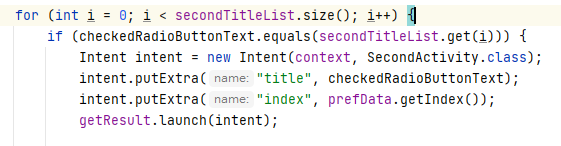 for (int i = 0; i < secondTitleList.size(); i++) {
if (checkedRadioButtonText.equals(secondTitleList.get(i))) {
Intent intent = new Intent(context, SecondActivity.class);
intent.putExtra( name: "title", checkedRadioButtonText);
intent.putExtra( name: "index", prefData.getIndex());
getResult.launch(intent);